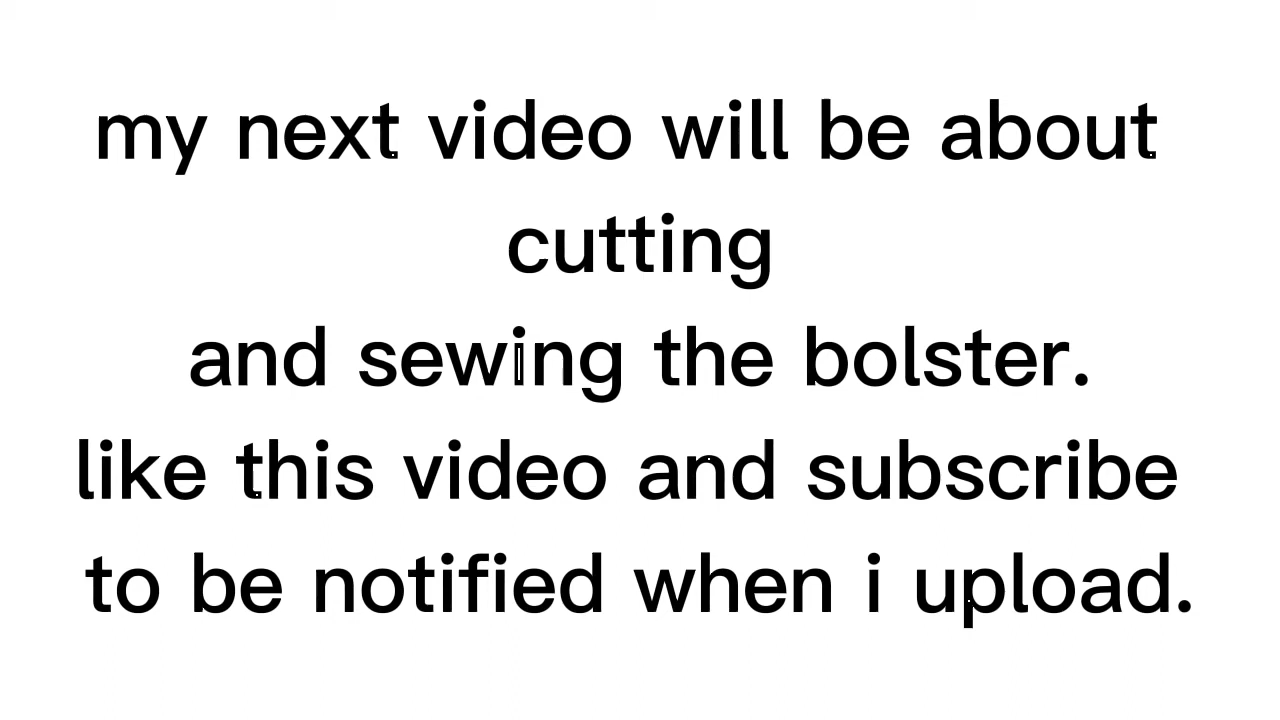 my next video will be about
cutting
and sewing the bolster.
like this video and subscribe
to be notified when i upload.